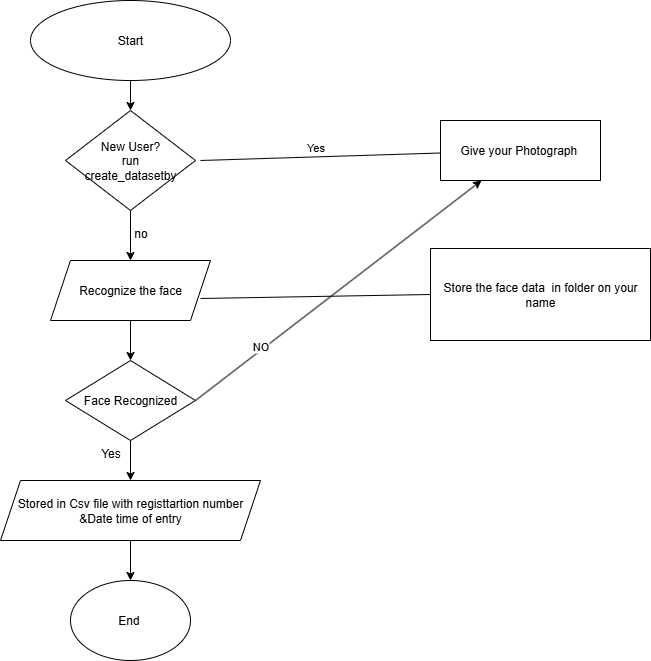 Start
New User?
run
create_datasetby
Yes
Give your Photograph
no
Recognize the face
Store the face data  in folder on your
name
NO
Face Recognized
Yes
Stored in Csv file with registtartion number
&Date time of entry
End